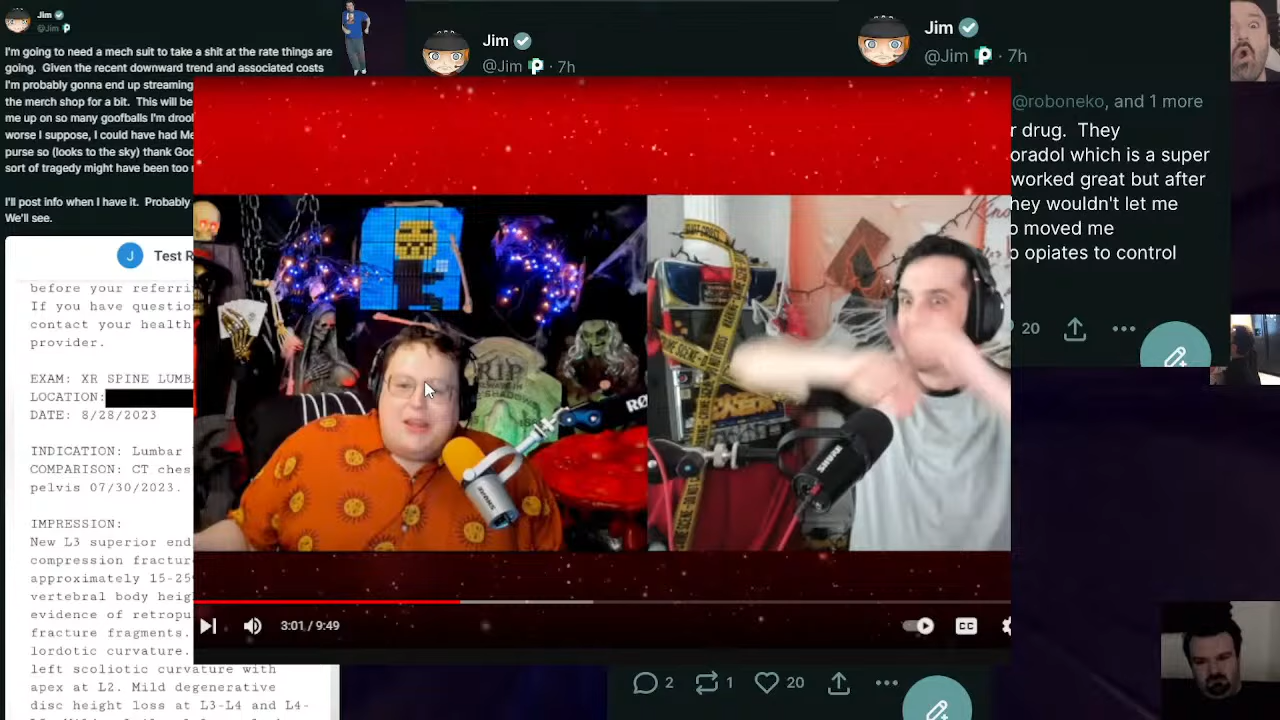 Jim
@Jim
I'm going to need a mech suit to take a shit at the rate things are
going. Given the recent downward trend and associated costs
I'm probably gonna end up streaming
the merch shop for a bit. This will be
me up on so many goofballs I'm drool
worse I suppose, I could have had Me
purse so (looks to the sky) thank God
sort of tragedy might have been too
I'll post info when I have it. Probably
We'll see.
J
Test R
before your referri
If you have questio
contact your health
provider.
EXAM: XR SPINE LUMB
LOCATION:
DATE: 8/28/2023
INDICATION: Lumbar
COMPARISON: CT ches
pelvis 07/30/2023.
IMPRESSION:
New L3 superior end
compression fractur
approximately 15-25
vertebral body heig
evidence of retropu
fracture fragments.
lordotic curvature.
left scoliotic curvature with
apex at L2. Mild degenerative
disc height loss at L3-L4 and L4-
Jim
@Jim · 7h
Jim
@Jim · 7h
@roboneko, and 1 more
r drug. They
oradol which is a super
worked great but after
hey wouldn't let me
o moved me
o opiates to control
20
RIP
RØ
SHURE
3:01 / 9:49
CC
2
1
20